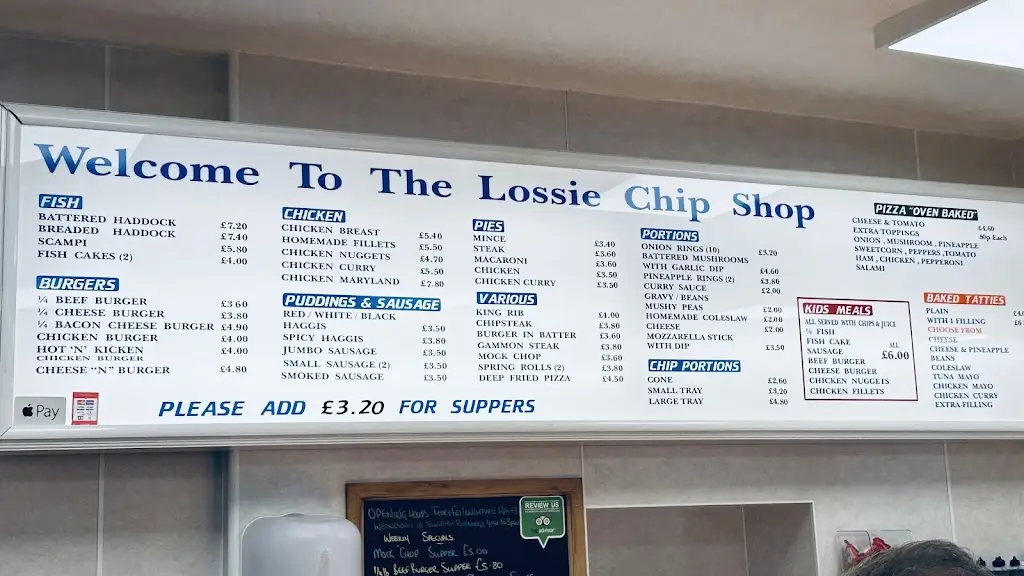 Welcome To The Lossie Chip Shop
FISH
BATTERED HADDOCK £7.20
BREADED HADDOCK £7.40
SCAMPI £5.80
FISH CAKES (2) £4.00
BURGERS
¼ BEEF BURGER £3.60
¼ CHEESE BURGER £3.80
¼ BACON CHEESE BURGER £4.90
CHICKEN BURGER £4.00
HOT 'N' KICKEN £4.00
CHICKEN BURGER
CHEESE "N" BURGER £4.80
Pay
CHICKEN
CHICKEN BREAST £5.40
HOMEMADE FILLETS £5.50
CHICKEN NUGGETS £4.70
CHICKEN CURRY £5.50
CHICKEN MARYLAND £7.80
PUDDINGS & SAUSAGE
RED / WHITE / BLACK
HAGGIS £3.50
SPICY HAGGIS £3.80
JUMBO SAUSAGE £3.50
SMALL SAUSAGE (2) £3.50
SMOKED SAUSAGE £3.50
PLEASE ADD £3.20 FOR SUPPERS
PIES
MINCE £3.40
STEAK £3.60
MACARONI £3.60
CHICKEN £3.50
CHICKEN CURRY £3.50
VARIOUS
KING RIB £4.00
CHIPSTEAK £3.80
BURGER IN BATTER £3.60
GAMMON STEAK £3.80
MOCK CHOP £3.60
SPRING ROLLS (2) £3.80
DEEP FRIED PIZZA £4.50
PORTIONS
ONION RINGS (10) £3.20
BATTERED MUSHROOMS
WITH GARLIC DIP £4.60
PINEAPPLE RINGS (2) £3.80
CURRY SAUCE £2.00
GRAVY / BEANS
MUSHY PEAS £2.00
HOMEMADE COLESLAW £2.00
CHEESE £2.00
MOZZARELLA STICK
WITH DIP £3.50
CHIP PORTIONS
CONE £2.60
SMALL TRAY £3.20
LARGE TRAY £4.80
PIZZA "OVEN BAKED"
CHEESE & TOMATO £4.60
EXTRA TOPPINGS 80p Each
ONION , MUSHROOM , PINEAPPLE
SWEETCORN , PEPPERS ,TOMATO
HAM , CHICKEN , PEPPERONI
SALAMI
KIDS MEALS
ALL SERVED WITH CHIPS & JUICE
½ FISH
FISH CAKE ALL
SAUSAGE £6.00
BEEF BURGER
CHEESE BURGER
CHICKEN NUGGETS
CHICKEN FILLETS
BAKED TATTIES
PLAIN
WITH 1 FILLING
CHOOSE FROM
CHEESE
CHEESE & PINEAPPLE
BEANS
COLESLAW
TUNA MAYO
CHICKEN MAYO
CHICKEN CURRY
EXTRA FILLING
OPENING HOURS
WEEKLY SPECIALS
MOCK CHOP SUPPER £5.00
BEEF BURGER SUPPER £5.80
REVIEW US